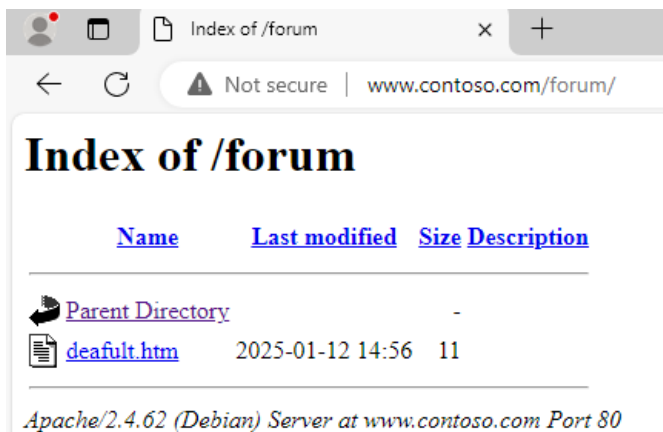 Index of /forum
Not secure | www.contoso.com/forum/
Index of /forum
Name Last modified Size Description
Parent Directory -
deafult.htm 2025-01-12 14:56 11
Apache/2.4.62 (Debian) Server at www.contoso.com Port 80